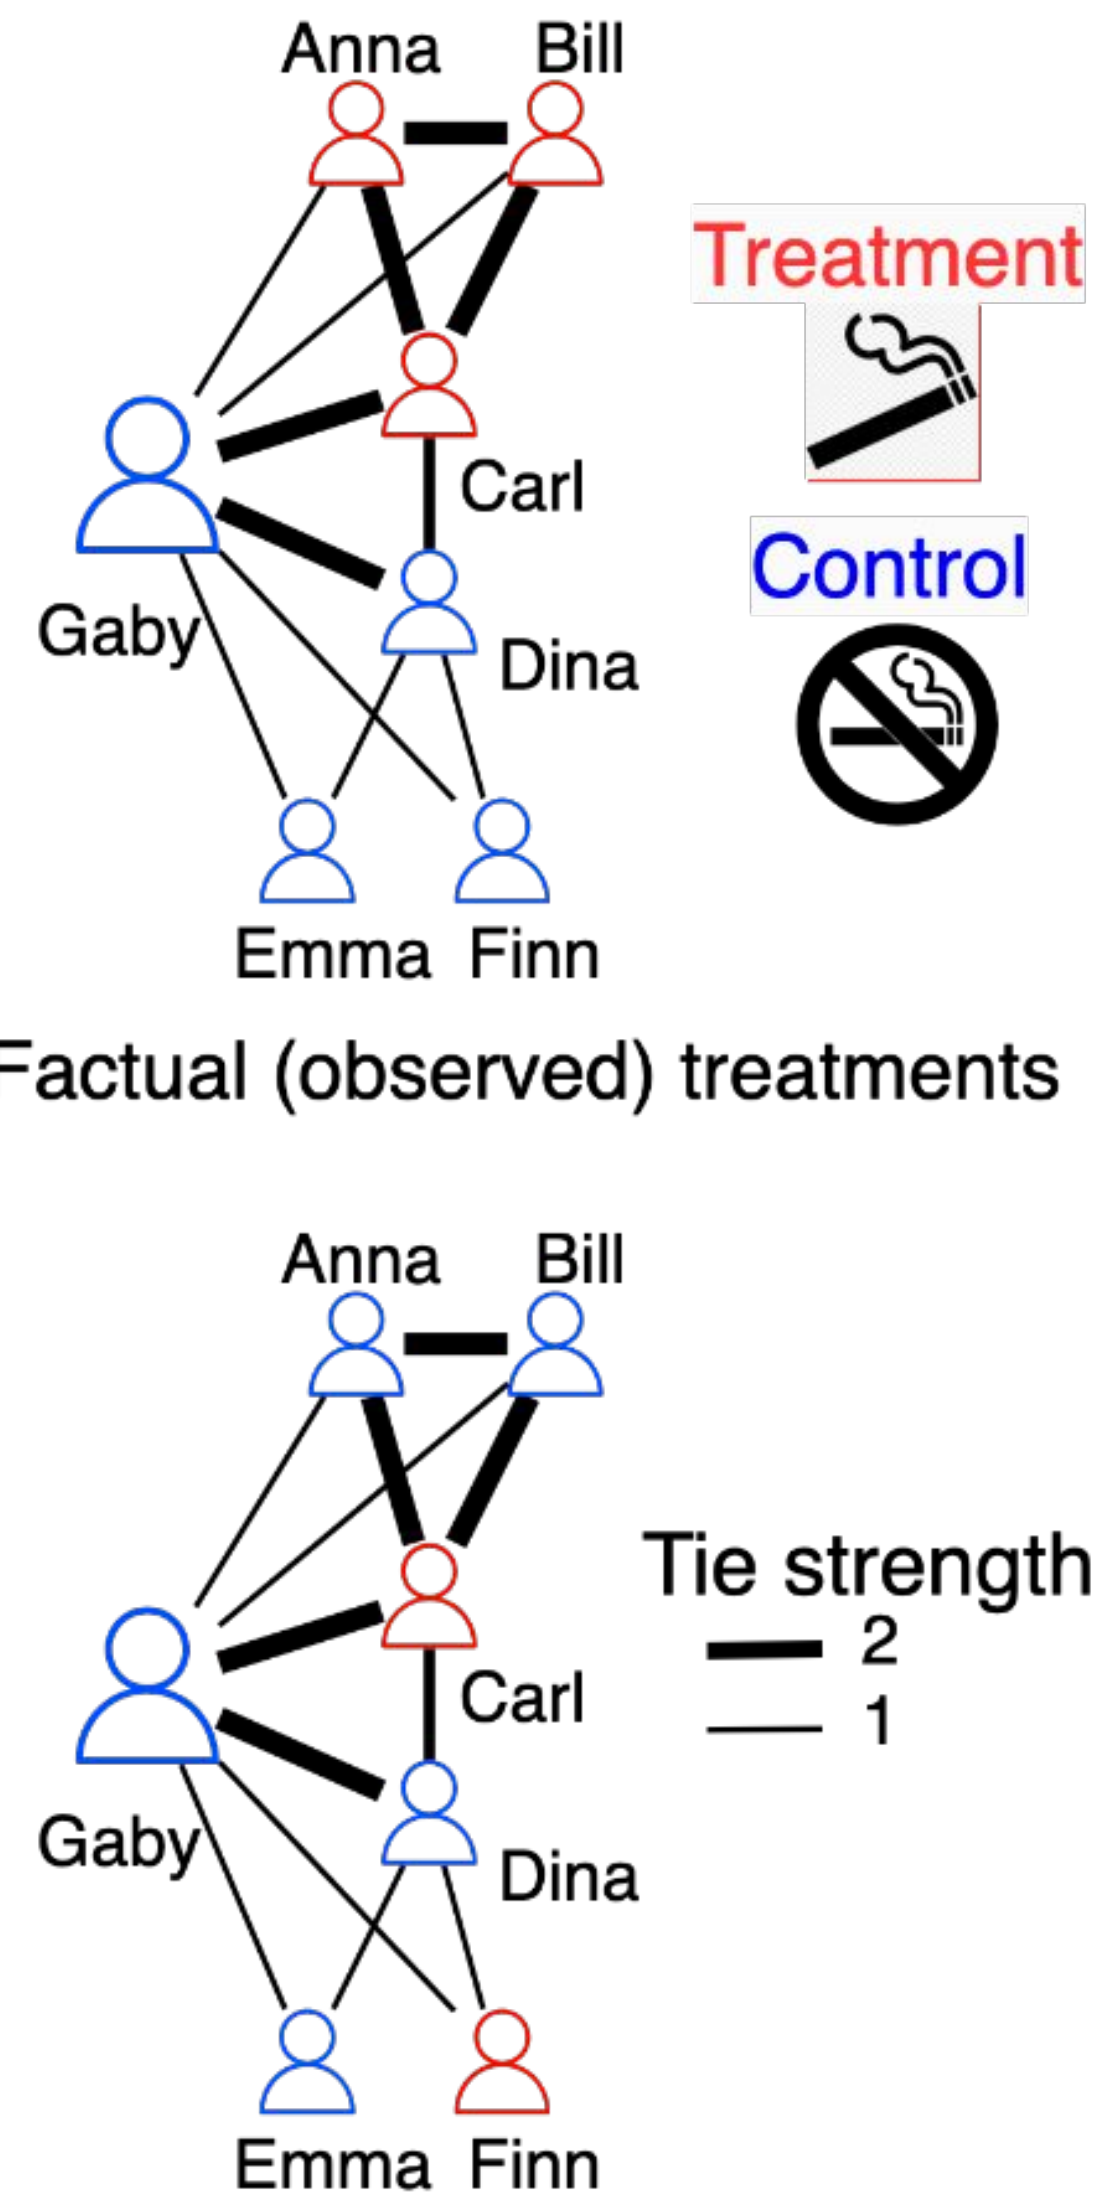 Anna Bill
Treatment
Carl
Control
Gaby
Dina
Emma Finn
Factual (observed) treatments
Anna Bill
Tie strength
2
Carl
1
Gaby
Dina
Emma Finn